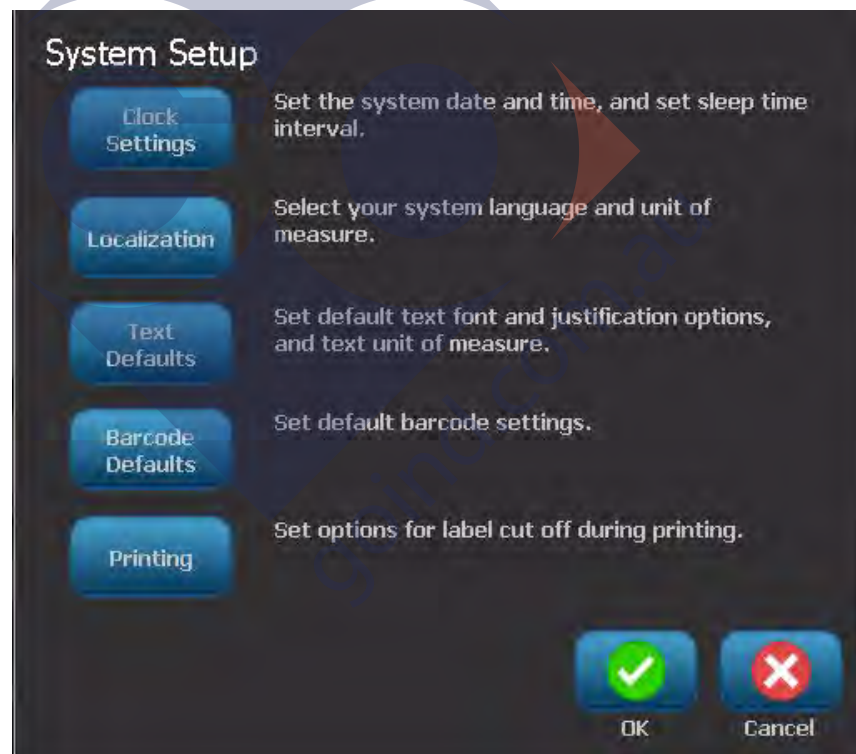 System Setup
Clock
Settings
Set the system date and time, and set sleep time
interval.
Localization
Select your system language and unit of
measure.
Text
Defaults
Set default text font and justification options,
and text unit of measure.
Barcode
Defaults
Set default barcode settings.
Printing
Set options for label cut off during printing.
OK
Cancel